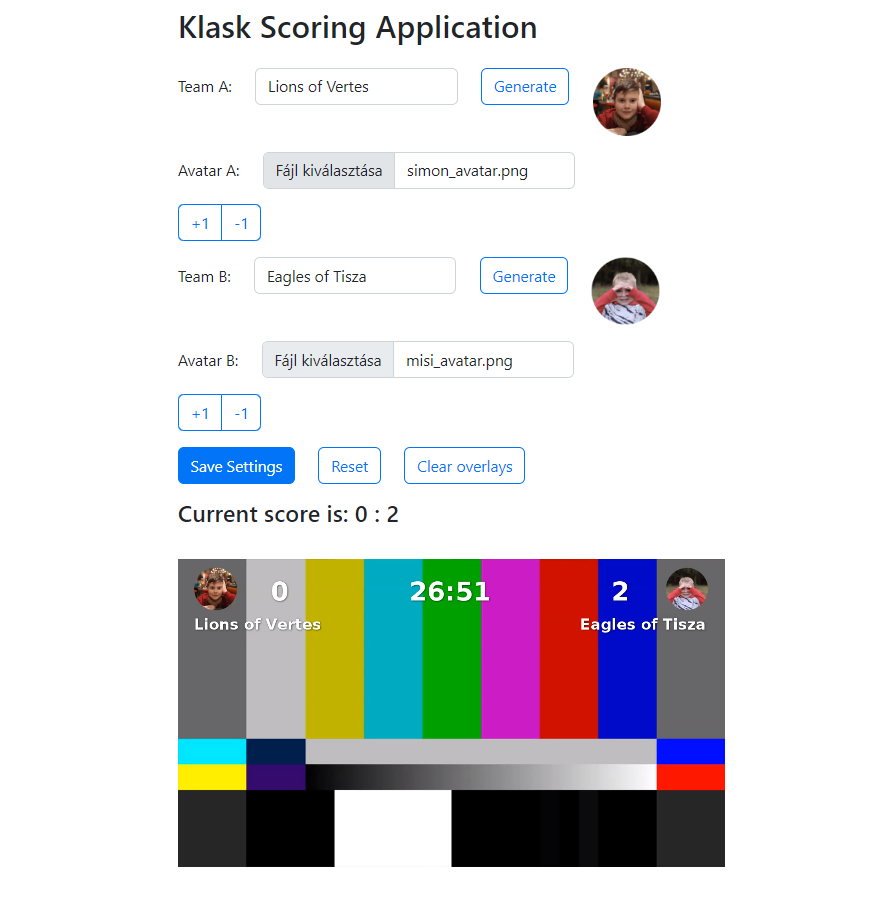 Klask Scoring Application
Team A: Lions of Vertes Generate
Avatar A: Fájl kiválasztása simon_avatar.png
+1 -1
Team B: Eagles of Tisza Generate
Avatar B: Fájl kiválasztása misi_avatar.png
+1 -1
Save Settings Reset Clear overlays
Current score is: 0 : 2
0 26:51 2
Lions of Vertes Eagles of Tisza